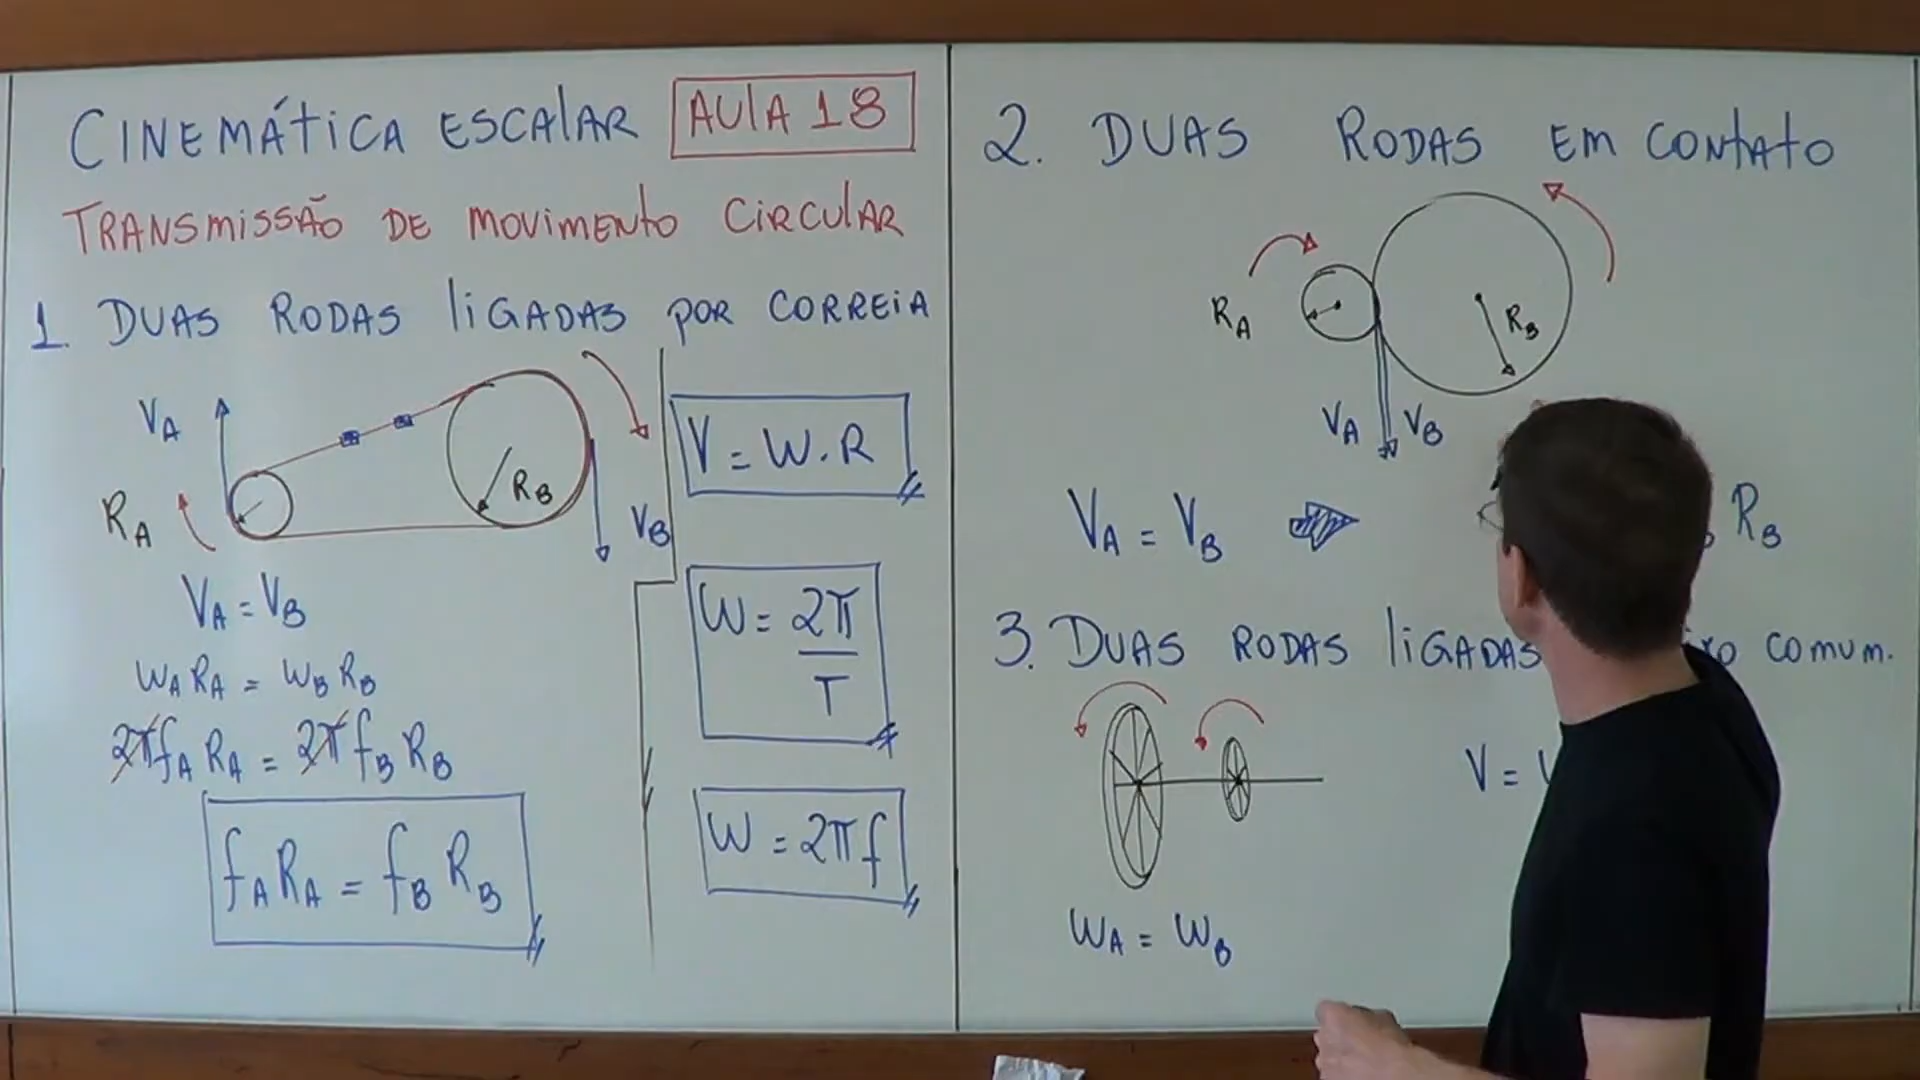 CINEMÁTICA ESCALAR AULA 18
TRANSMISSÃO DE MOVIMENTO CIRCULAR
1. DUAS RODAS LIGADAS POR CORREIA
VA
RA
RB
VB
VA = VB
WA RA = WB RB
2πfA RA = 2πfB RB
fA RA = fB RB
V = W . R
W = 2π
T
W = 2πf
2. DUAS RODAS EM CONTATO
RA
RB
VA VB
VA = VB RB
3. DUAS RODAS LIGADAS COMUM.
V =
WA = WB